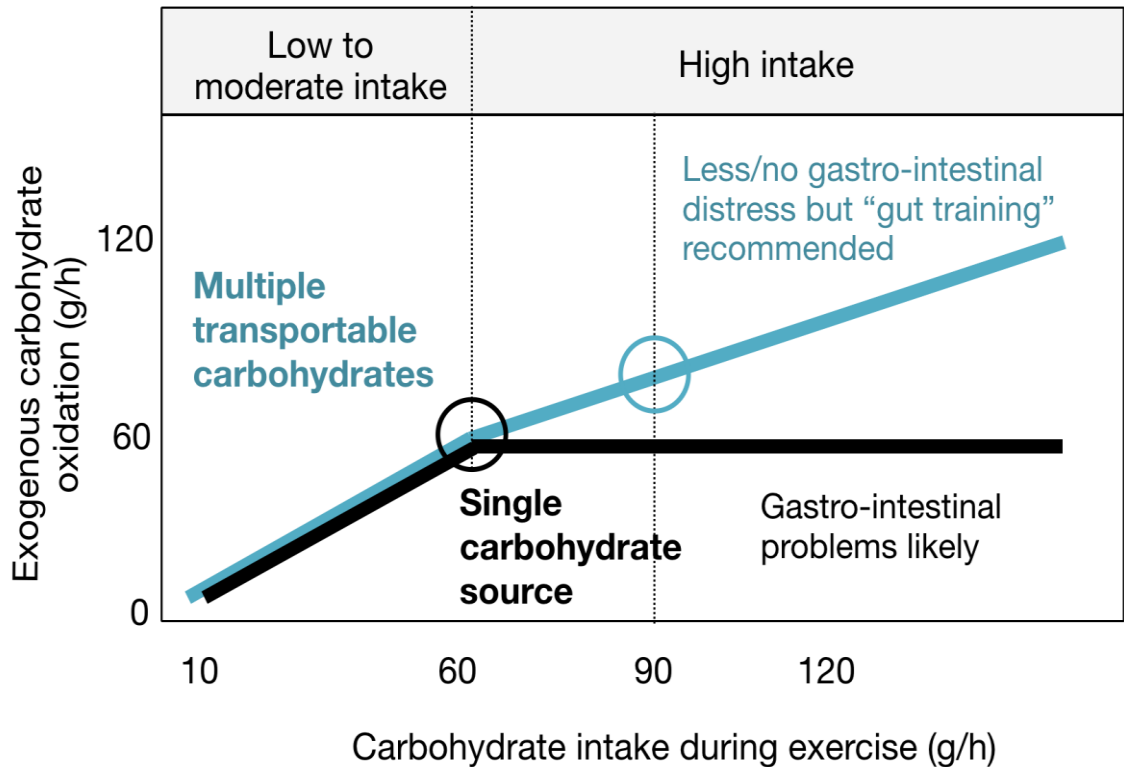 Low to
moderate intake
High intake
Exogenous carbohydrate
oxidation (g/h)
120
60
0
Less/no gastro-intestinal
distress but “gut training”
recommended
Multiple
transportable
carbohydrates
Single
carbohydrate
source
Gastro-intestinal
problems likely
10
60
90
120
Carbohydrate intake during exercise (g/h)